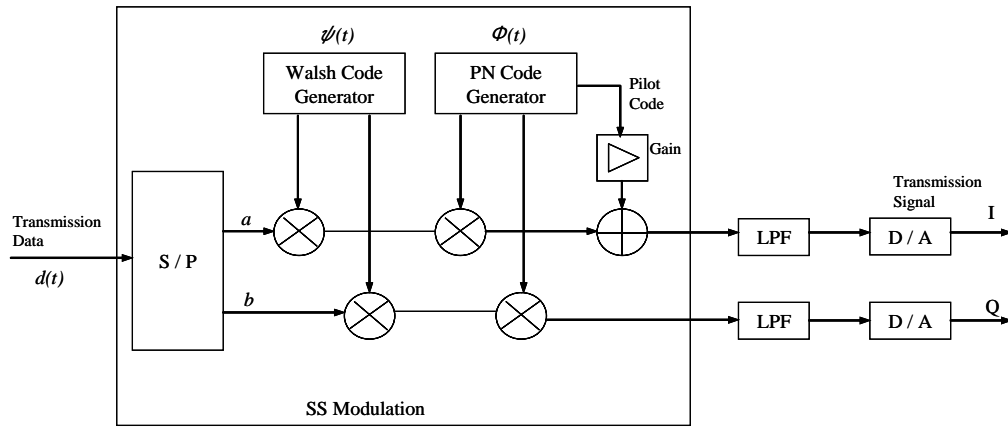 ψ(t)
Φ(t)
Walsh Code
Generator
PN Code
Generator
Pilot
Code
Gain
Transmission
Data
d(t)
S / P
a
b
LPF
LPF
Transmission
Signal
D / A
D / A
I
Q
SS Modulation